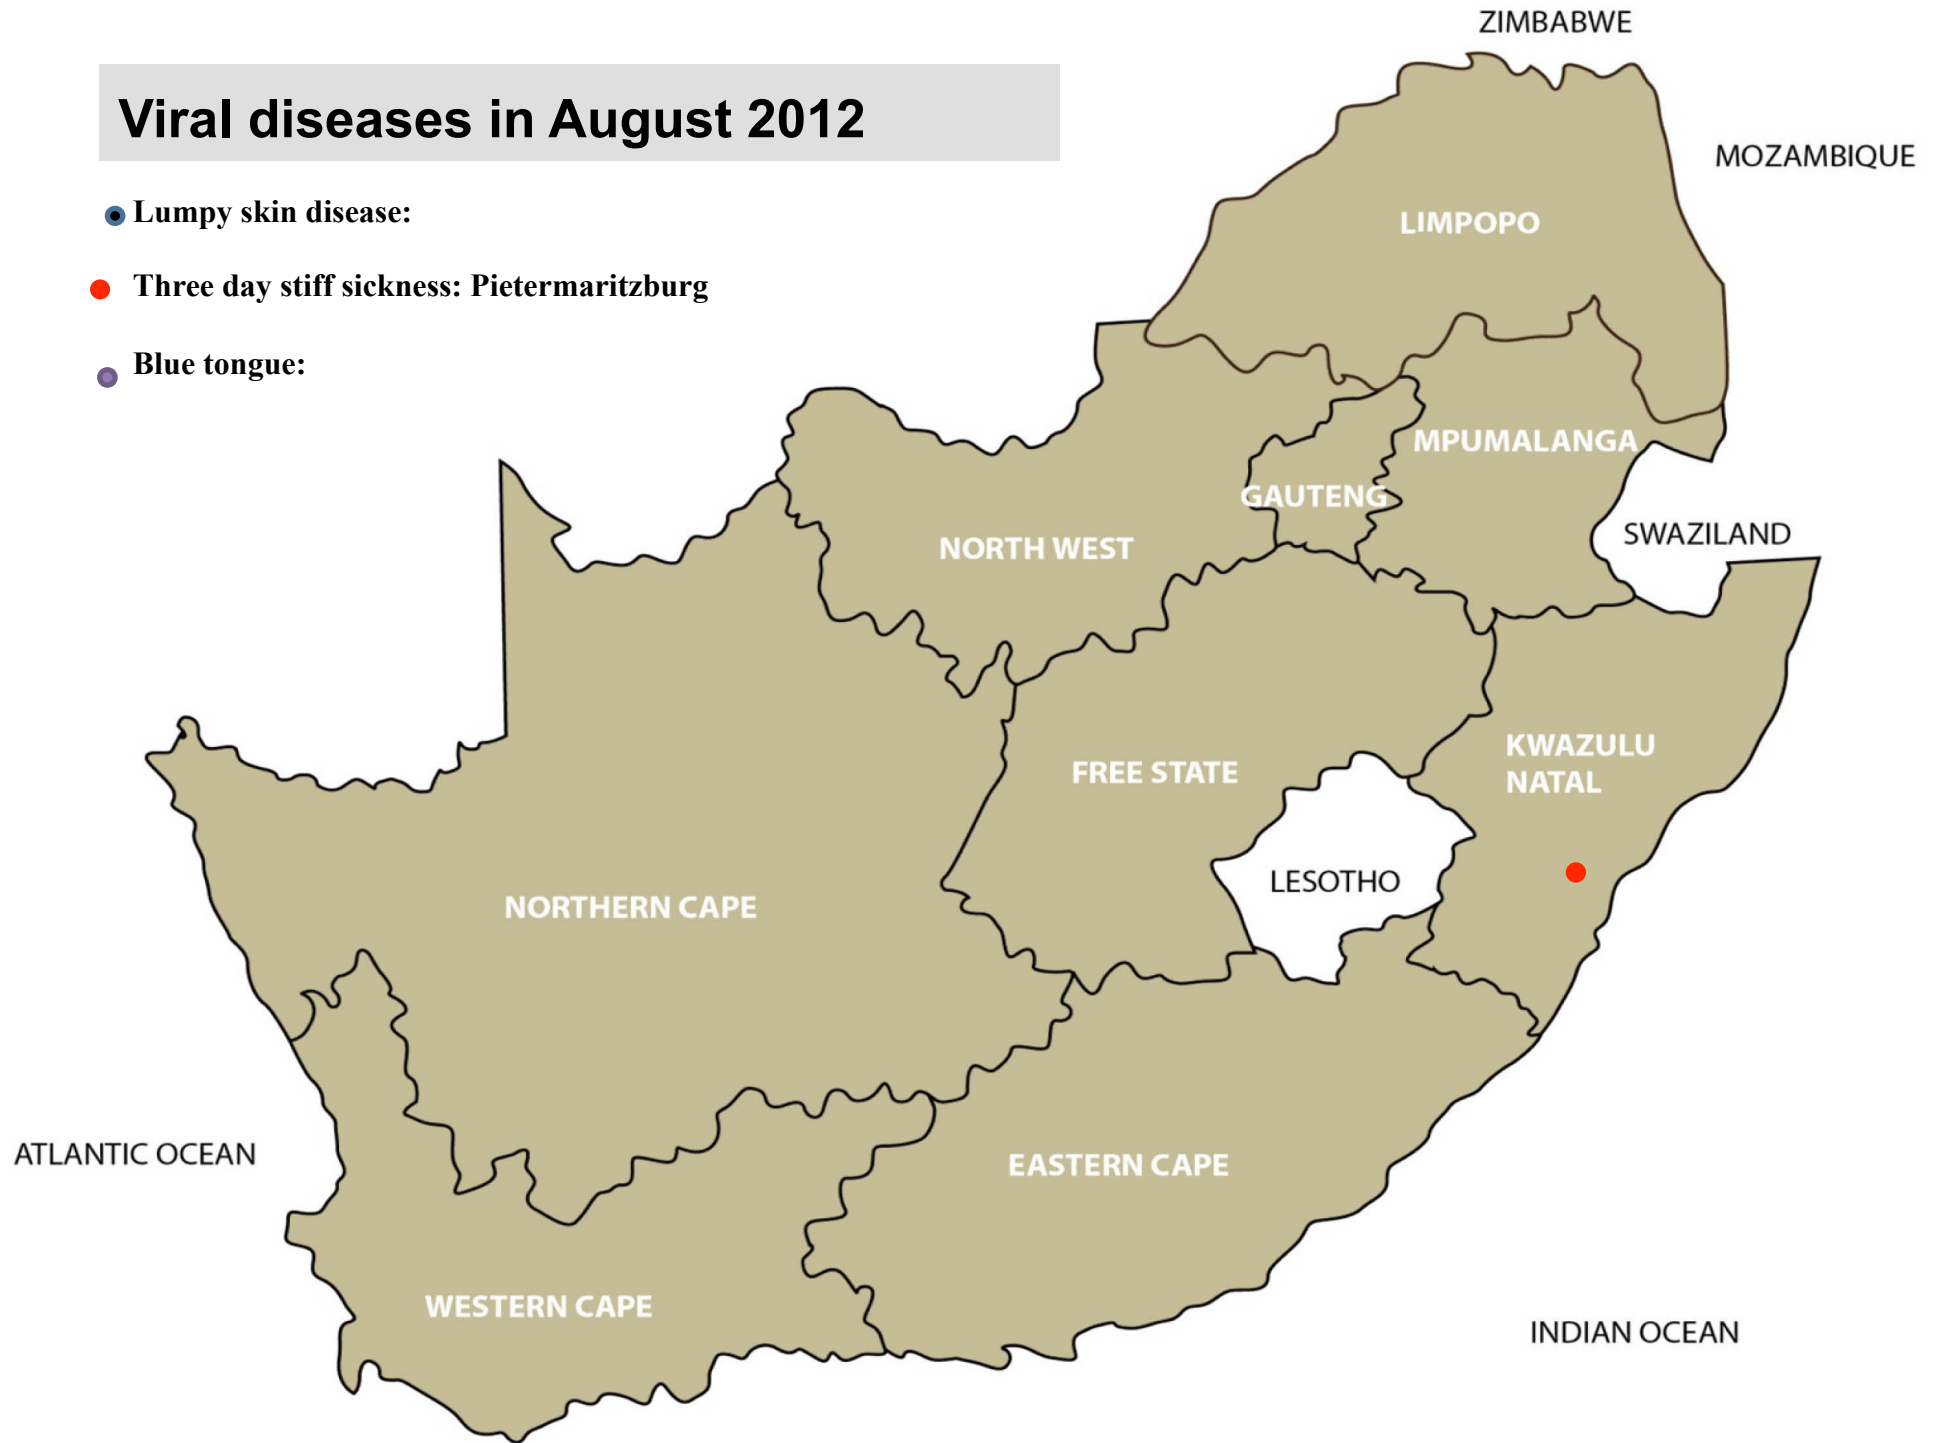 ZIMBABWE
Viral diseases in August 2012
MOZAMBIQUE
Lumpy skin disease:
LIMPOPO
Three day stiff sickness: Pietermaritzburg
Blue tongue:
MPUMALANGA
GAUTENG
SWAZILAND
NORTH WEST
KWAZULU
NATAL
FREE STATE
LESOTHO
NORTHERN CAPE
ATLANTIC OCEAN
EASTERN CAPE
WESTERN CAPE
INDIAN OCEAN